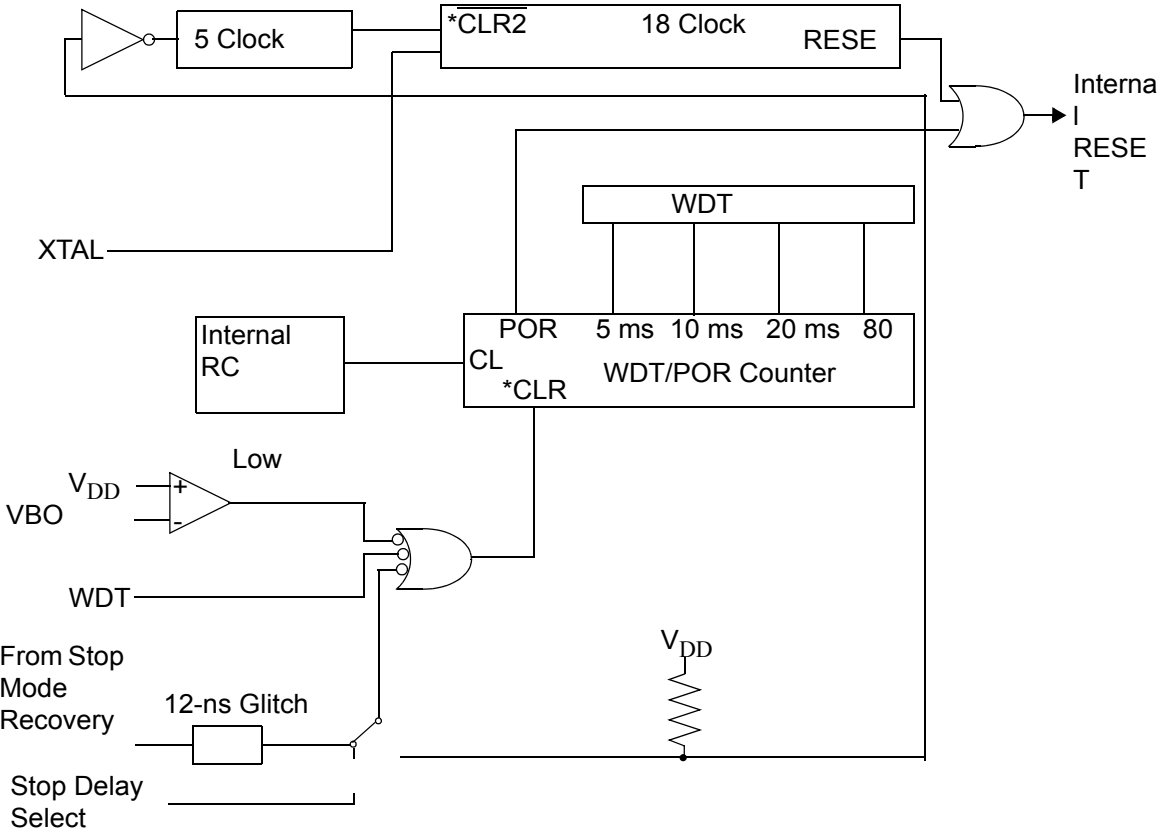 *CLR2
18 Clock
5 Clock
RESE
Interna
l
RESE
T
WDT
XTAL
POR
5 ms
10 ms
20 ms
80
Internal
RC
CL
WDT/POR Counter
*CLR
Low
VDD
+
VBO
-
WDT
From Stop
Mode
Recovery
12-ns Glitch
VDD
Stop Delay
Select